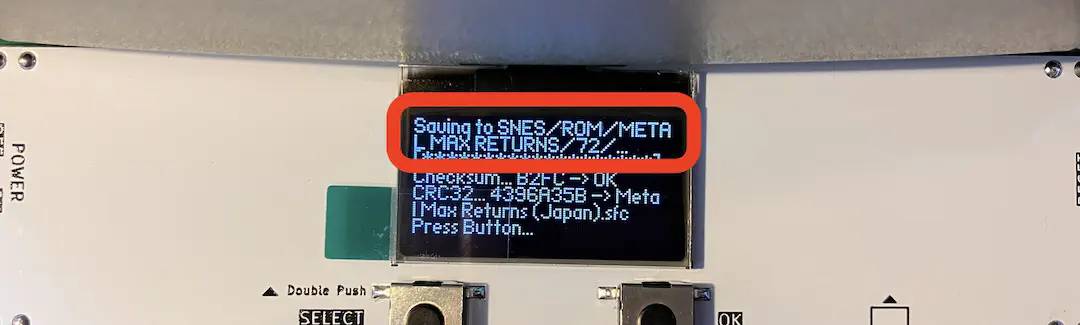 Saving to SNES/ROM/META
L MAX RETURNS/72/...
Checksum... B2FC -> OK
CRC32... 4396A35B -> Meta
l Max Returns (Japan).sfc
Press Button...
POWER
▲ Double Push
SELECT
OK